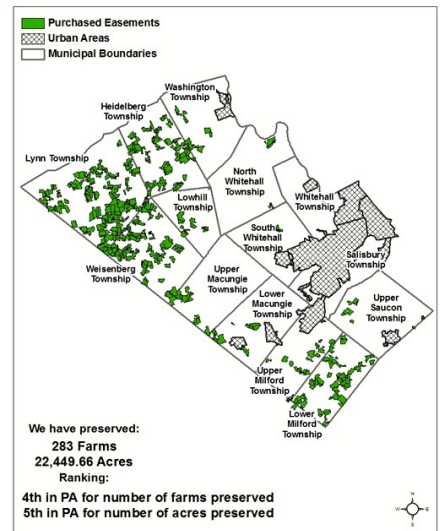 Purchased Easements
Urban Areas
Municipal Boundaries
Washington
Township
Heidelberg
Township
Lynn Township
North
Whitehall
Township
Lowhill
Township
Whitehall
Township
South
Whitehall
Township
Salisbury
Township
Weisenberg
Township
Upper
Macungie
Township
Lower
Macungie
Township
Upper
Saucon
Township
Upper
Milford
Township
Lower
Milford
Township
We have preserved:
283 Farms
22,449.66 Acres
Ranking:
4th in PA for number of farms preserved
5th in PA for number of acres preserved
N
W
E
S